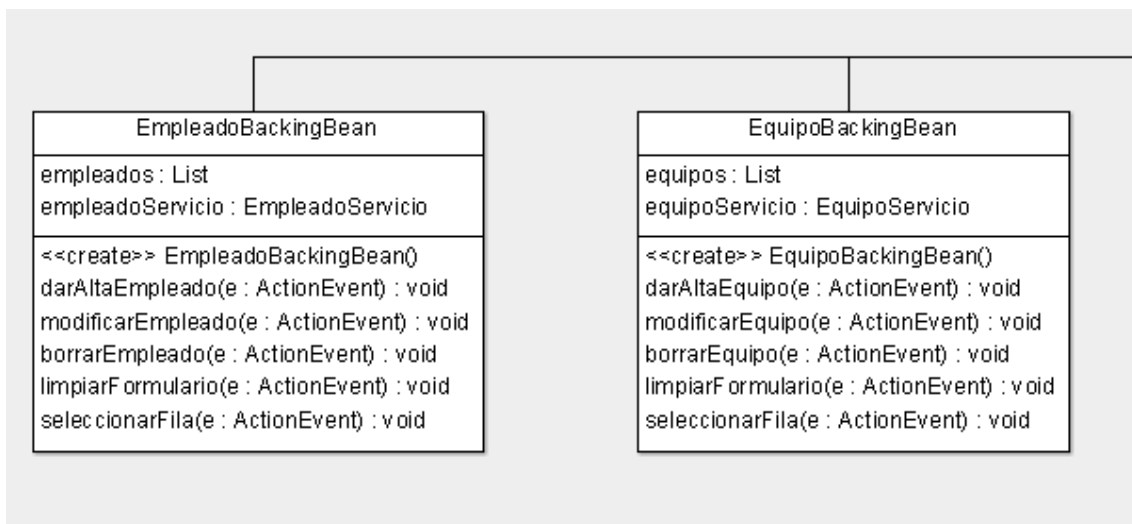 EmpleadoBackingBean
empleados : List
empleadoServicio : EmpleadoServicio
<<create>> EmpleadoBackingBean()
darAltaEmpleado(e : ActionEvent) : void
modificarEmpleado(e : ActionEvent) : void
borrarEmpleado(e : ActionEvent) : void
limpiarFormulario(e : ActionEvent) : void
seleccionarFila(e : ActionEvent) : void
EquipoBackingBean
equipos : List
equipoServicio : EquipoServicio
<<create>> EquipoBackingBean()
darAltaEquipo(e : ActionEvent) : void
modificarEquipo(e : ActionEvent) : void
borrarEquipo(e : ActionEvent) : void
limpiarFormulario(e : ActionEvent) : void
seleccionarFila(e : ActionEvent) : void